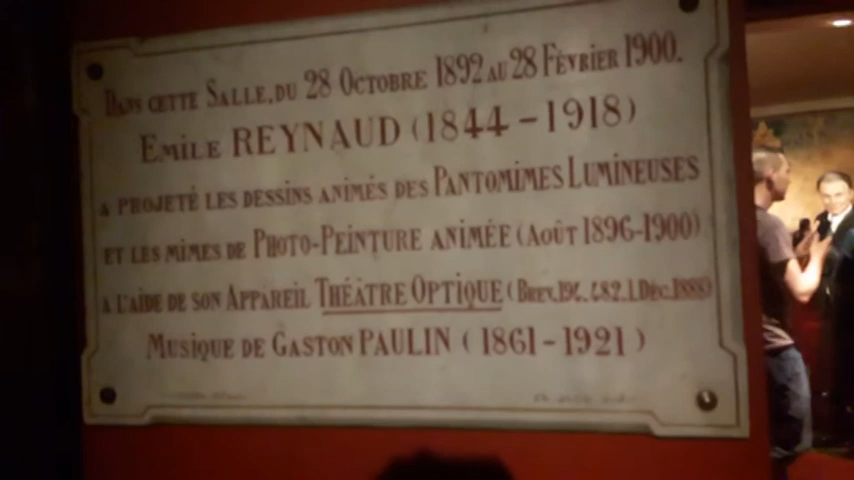 Dans cette Salle, du 28 Octobre 1892 au 28 Février 1900.
Emile REYNAUD (1844-1918)
a projeté les dessins animés des Pantomimes Lumineuses
et les mimes de Photo-Peinture animée (Août 1896-1900)
à l'aide de son Appareil Théâtre Optique (Brev. 194.482.1.Déc.1888)
Musique de Gaston PAULIN (1861-1921)